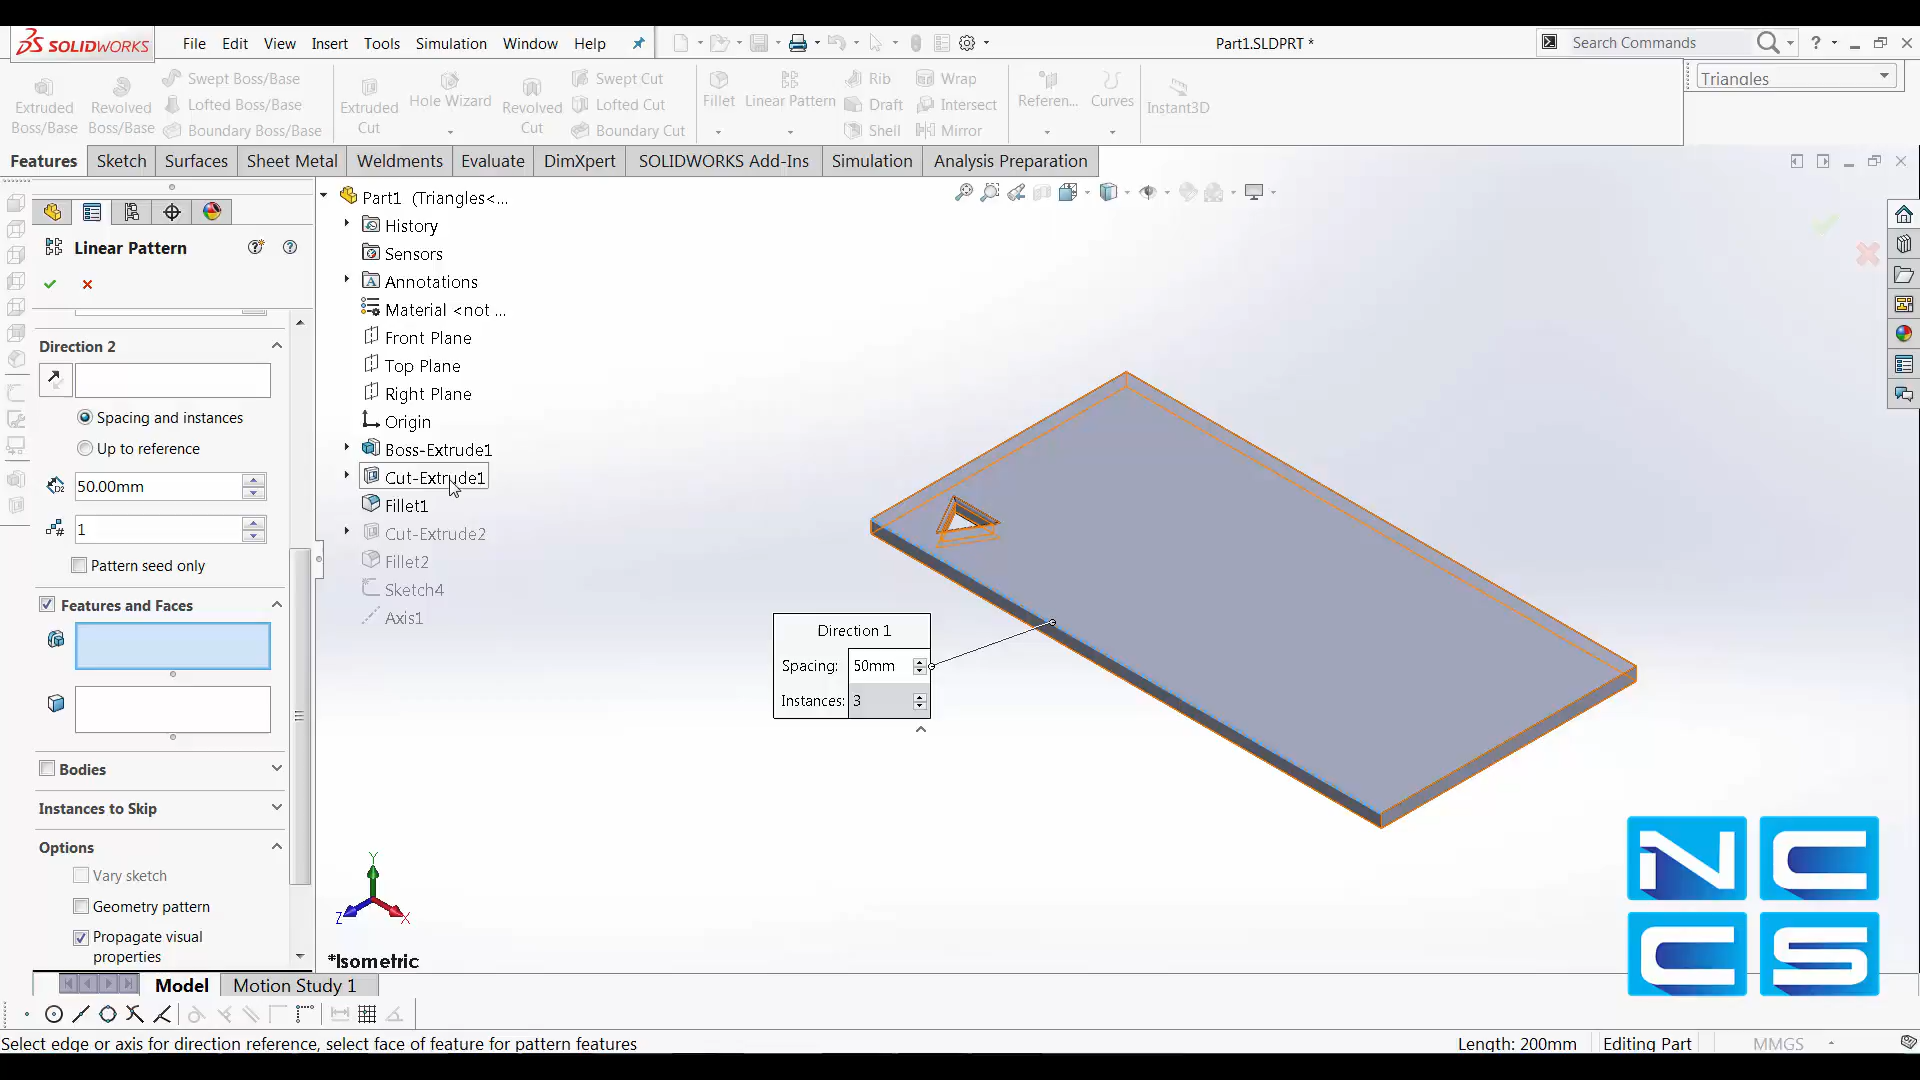 SOLIDWORKS
File Edit View Insert Tools Simulation Window Help
Part1.SLDPRT *
Search Commands
?
Triangles
Extruded Boss/Base
Revolved Boss/Base
Swept Boss/Base
Lofted Boss/Base
Boundary Boss/Base
Extruded Cut
Hole Wizard
Revolved Cut
Swept Cut
Lofted Cut
Boundary Cut
Fillet
Linear Pattern
Rib
Draft
Shell
Wrap
Intersect
Mirror
Referen...
Curves
Instant3D
Features Sketch Surfaces Sheet Metal Weldments Evaluate DimXpert SOLIDWORKS Add-Ins Simulation Analysis Preparation
Linear Pattern
Direction 2
Spacing and instances
Up to reference
50.00mm
1
Pattern seed only
Features and Faces
Bodies
Instances to Skip
Options
Vary sketch
Geometry pattern
Propagate visual
properties
Part1 (Triangles<...
History
Sensors
Annotations
Material <not ...
Front Plane
Top Plane
Right Plane
Origin
Boss-Extrude1
Cut-Extrude1
Fillet1
Cut-Extrude2
Fillet2
Sketch4
Axis1
Direction 1
Spacing: 50mm
Instances: 3
Y
Z
X
*Isometric
NC
CS
Model Motion Study 1
Select edge or axis for direction reference, select face of feature for pattern features
Length: 200mm Editing Part MMGS